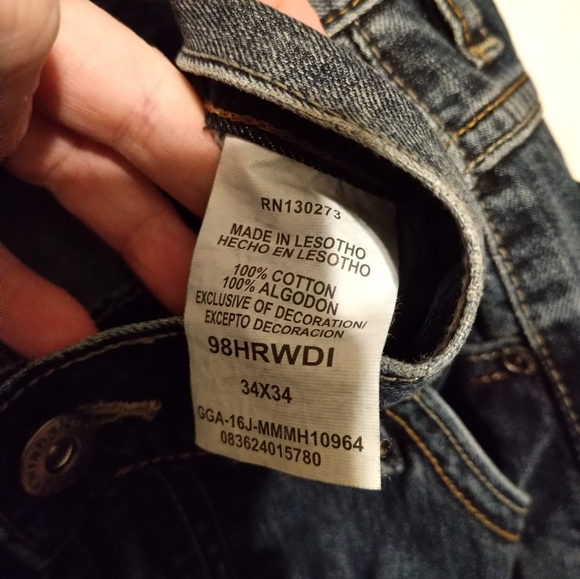 RN130273
MADE IN LESOTHO
HECHO EN LESOTHO
100% COTTON
100% ALGODON
EXCLUSIVE OF DECORATION/
EXCEPTO DECORACION
98HRWDI
34X34
GGA-16J-MMMH10964
083624015780